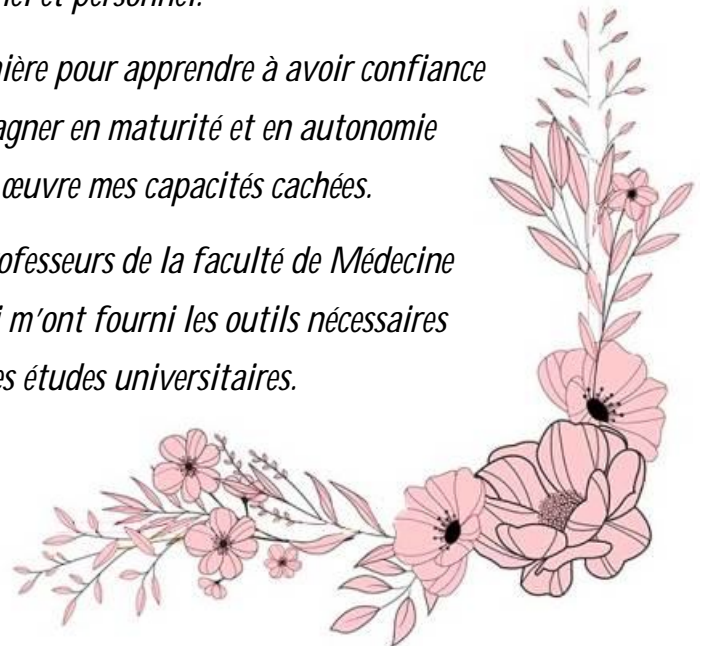 nel et personnel.
ière pour apprendre à avoir confiance
agner en maturité et en autonomie
œuvre mes capacités cachées.
ofesseurs de la faculté de Médecine
i m'ont fourni les outils nécessaires
es études universitaires.